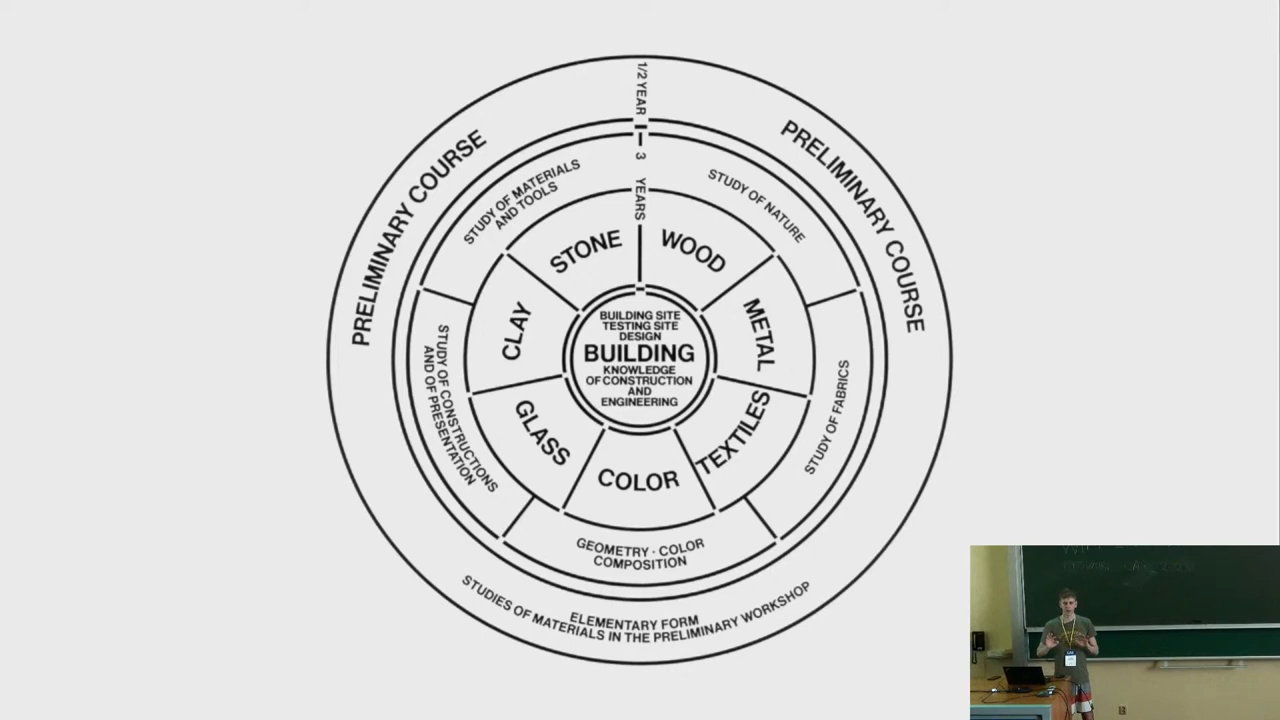 1/2 YEAR
PRELIMINARY COURSE
PRELIMINARY COURSE
3 YEARS
STUDY OF MATERIALS
AND TOOLS
STUDY OF NATURE
STONE
WOOD
CLAY
METAL
BUILDING SITE
TESTING SITE
DESIGN
BUILDING
KNOWLEDGE
OF CONSTRUCTION
AND
ENGINEERING
STUDY OF CONSTRUCTIONS
AND OF PRESENTATION
STUDY OF FABRICS
GLASS
TEXTILES
COLOR
GEOMETRY · COLOR
COMPOSITION
ELEMENTARY FORM
STUDIES OF MATERIALS IN THE PRELIMINARY WORKSHOP